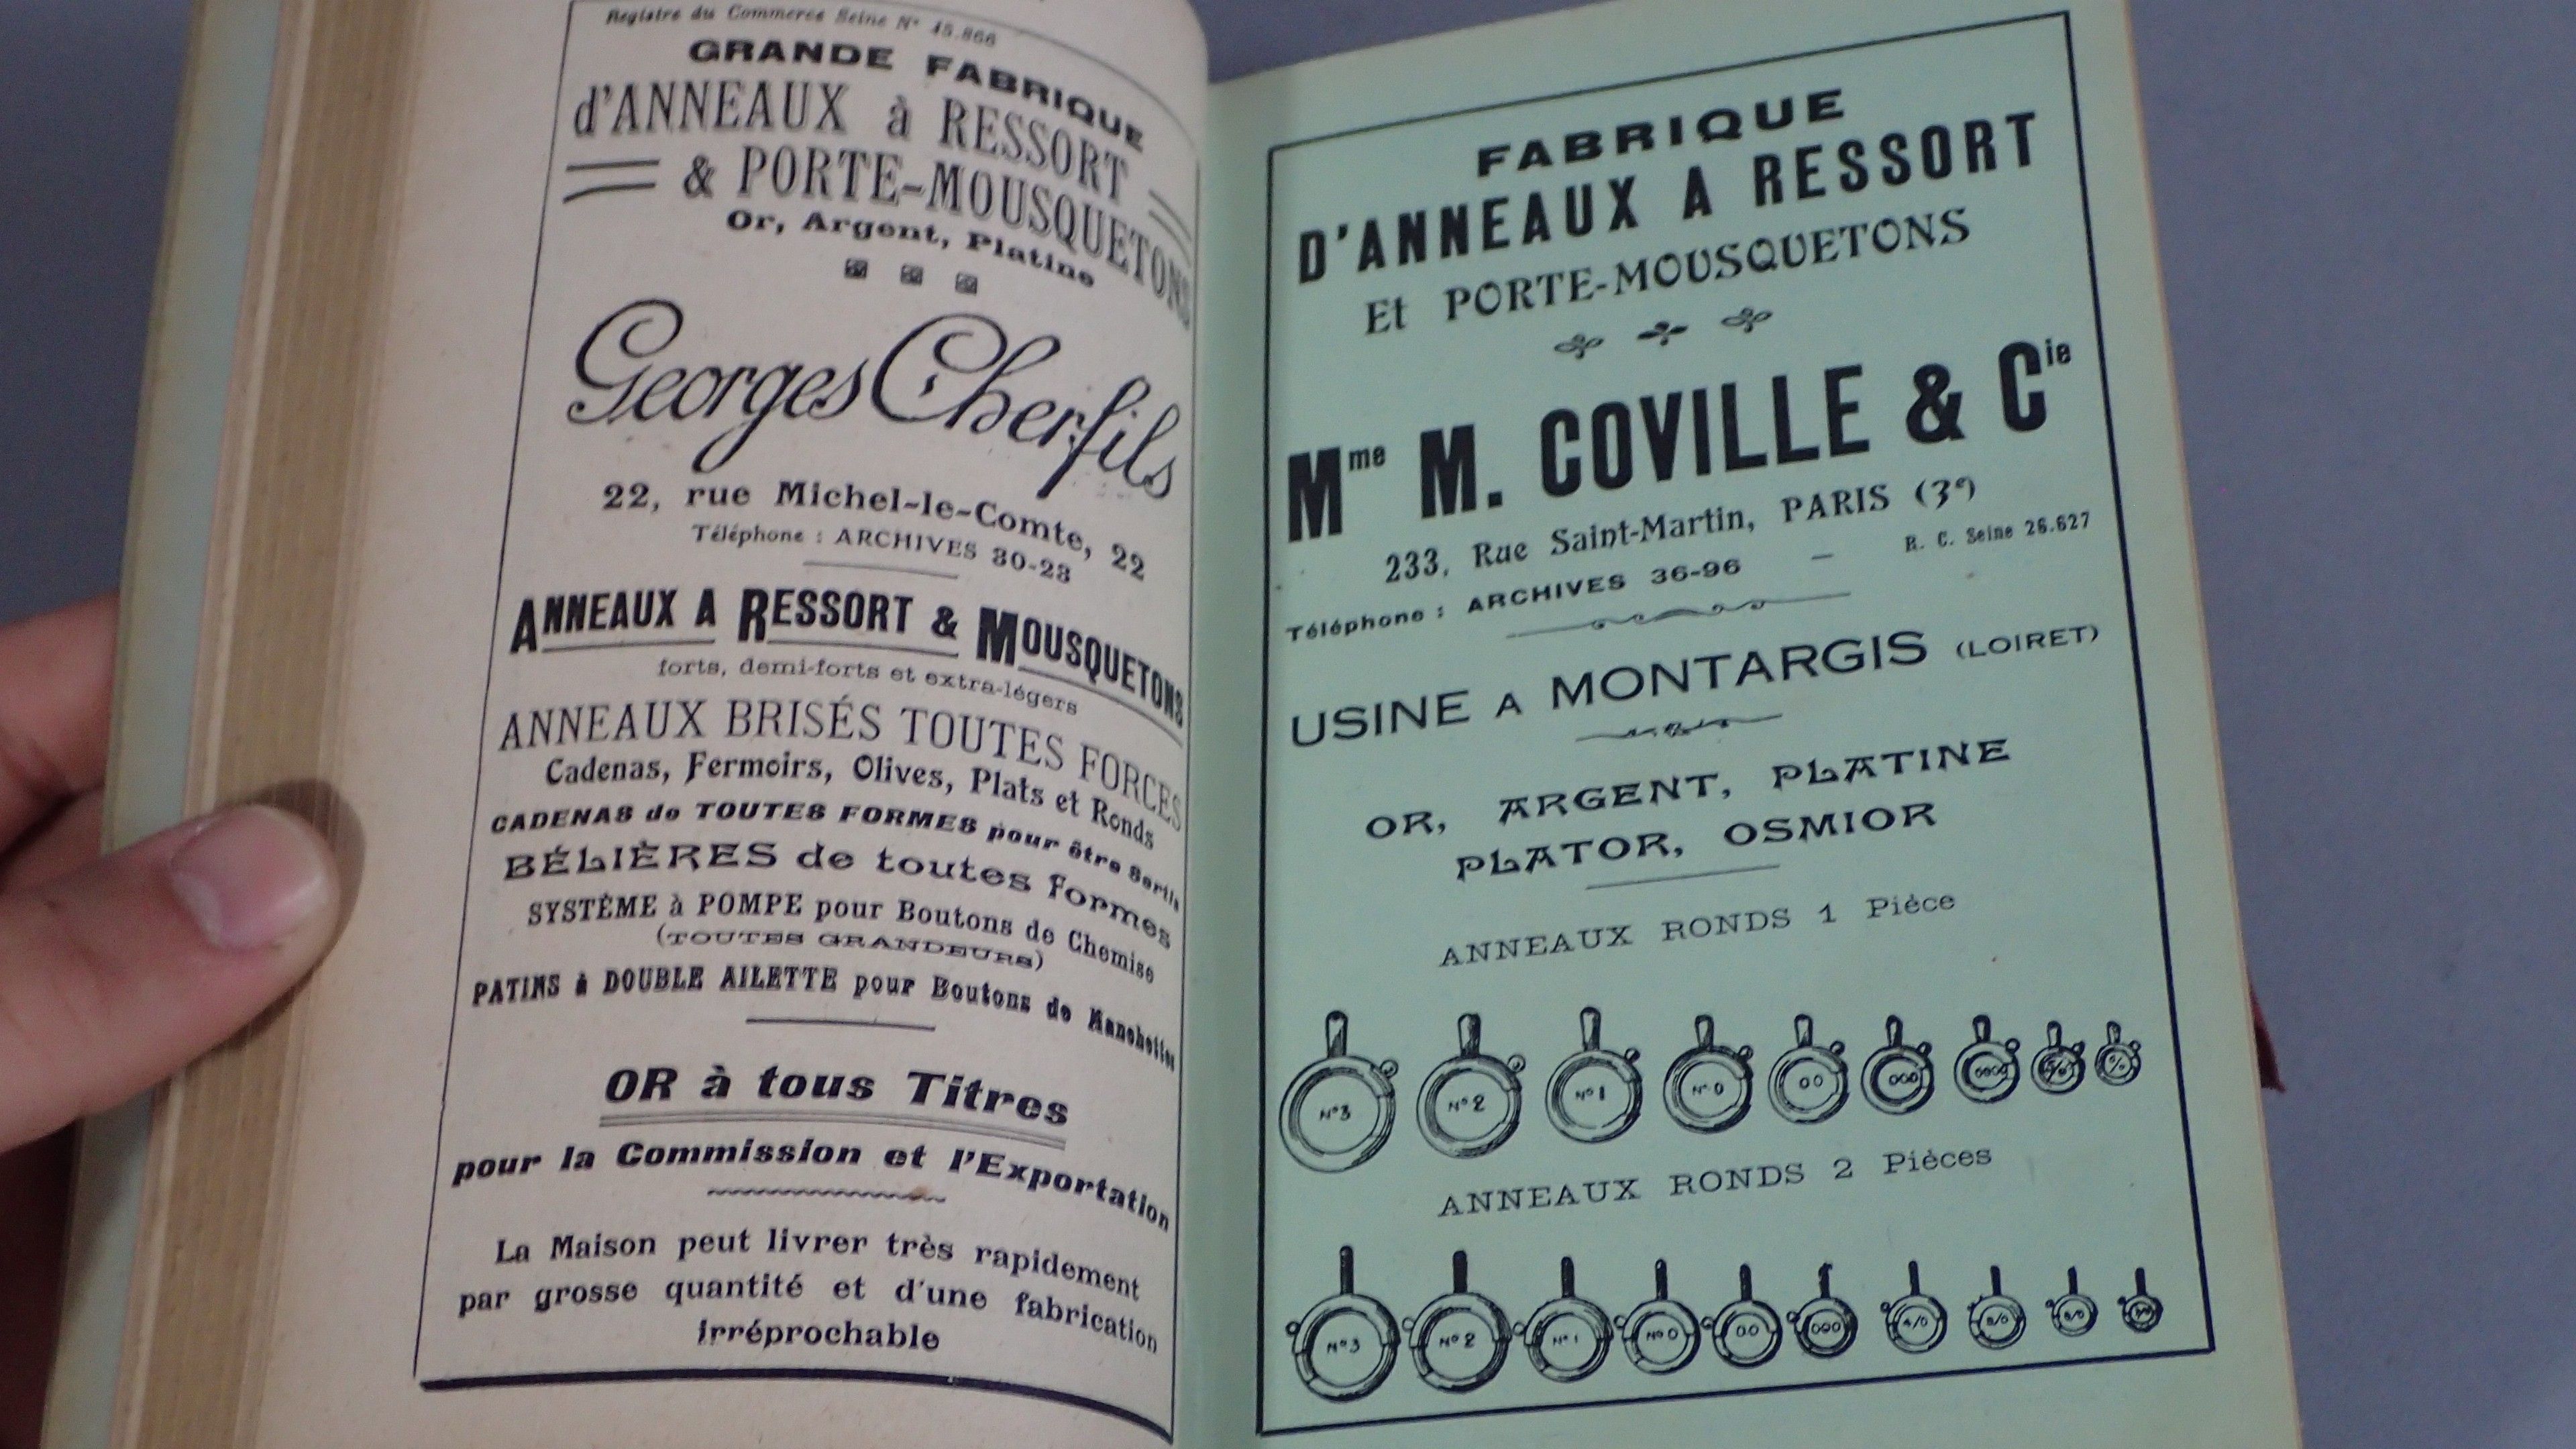 Registre du Commerce Seine N° 45.866
GRANDE FABRIQUE
d'ANNEAUX à RESSORT
& PORTE-MOUSQUETONS
Or, Argent, Platine
Georges Cherfils
22, rue Michel-le-Comte, 22
Téléphone : ARCHIVES 30-23
ANNEAUX A RESSORT & MOUSQUETONS
forts, demi-forts et extra-légers
ANNEAUX BRISÉS TOUTES FORCES
Cadenas, Fermoirs, Olives, Plats et Ronds
CADENAS de TOUTES FORMES pour être Sertis
BÉLIÈRES de toutes formes
SYSTÈME à POMPE pour Boutons de Chemise
(TOUTES GRANDEURS)
PATINS à DOUBLE AILETTE pour Boutons de Manchettes
OR à tous Titres
pour la Commission et l'Exportation
La Maison peut livrer très rapidement
par grosse quantité et d'une fabrication
irréprochable
FABRIQUE
D'ANNEAUX A RESSORT
Et PORTE-MOUSQUETONS
Mme M. COVILLE & Cie
233, Rue Saint-Martin, PARIS (3e)
Téléphone : ARCHIVES 36-96 — R. C. Seine 26.627
USINE A MONTARGIS (LOIRET)
OR, ARGENT, PLATINE
PLATOR, OSMIOR
ANNEAUX RONDS 1 Pièce
N°3 N°2 N°1 N°0 00 000 0000
ANNEAUX RONDS 2 Pièces
N°3 N°2 N°1 N°0 00 000 4/0